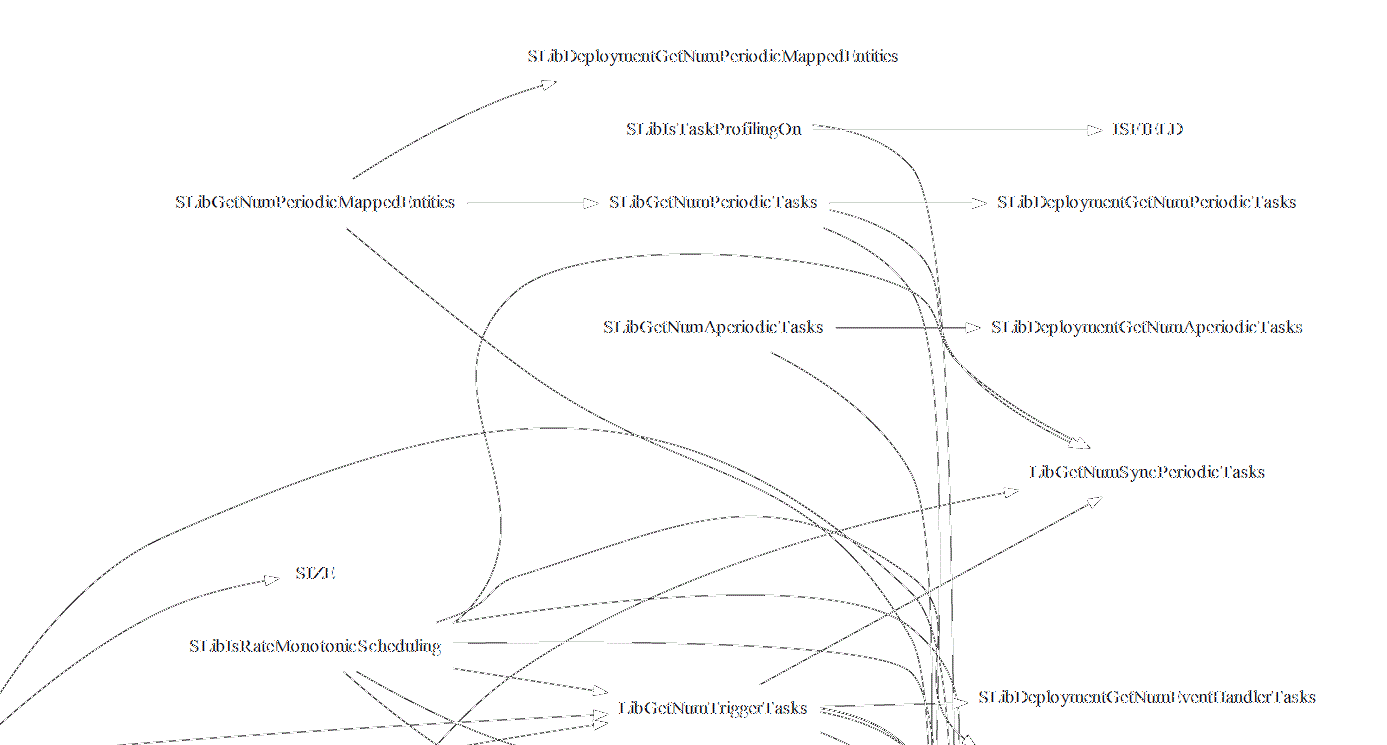 SLibDeploymentGetNumPeriodicMappedEntities
SLibIsTaskProfilingOn
ISFIELD
SLibGetNumPeriodicMappedEntities
SLibGetNumPeriodicTasks
SLibDeploymentGetNumPeriodicTasks
SLibGetNumAperiodicTasks
SLibDeploymentGetNumAperiodicTasks
LibGetNumSyncPeriodicTasks
SIZE
SLibIsRateMonotonicScheduling
SLibDeploymentGetNumEventHandlerTasks
LibGetNumTriggerTasks